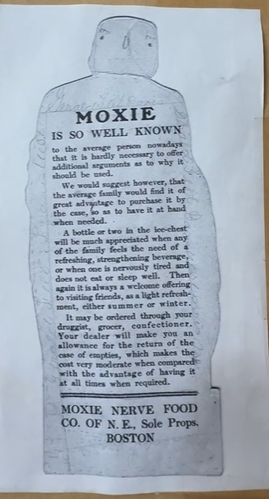 MOXIE
IS SO WELL KNOWN
to the average person nowadays
that it is hardly necessary to offer
additional arguments as to why it
should be used.
We would suggest however, that
the average family would find it of
great advantage to purchase it by
the case, so as to have it at hand
when needed.
A bottle or two in the ice-chest
will be much appreciated when any
of the family feels the need of a
refreshing, strengthening beverage,
or when one is nervously tired and
does not eat or sleep well. Then
again it is always a welcome offering
to visiting friends, as a light refresh-
ment, either summer or winter.
It may be ordered through your
druggist, grocer, confectioner.
Your dealer will make you an
allowance for the return of the
case of empties, which makes the
cost very moderate when compared
with the advantage of having it
at all times when required.
MOXIE NERVE FOOD
CO. OF N. E., Sole Props.
BOSTON